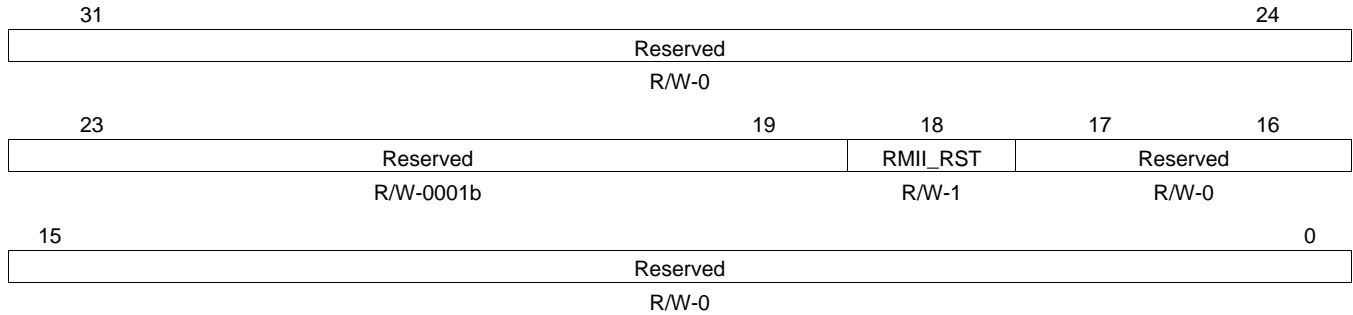 31 24
Reserved
R/W-0
23 19 18 17 16
Reserved RMII_RST Reserved
R/W-0001b R/W-1 R/W-0
15 0
Reserved
R/W-0